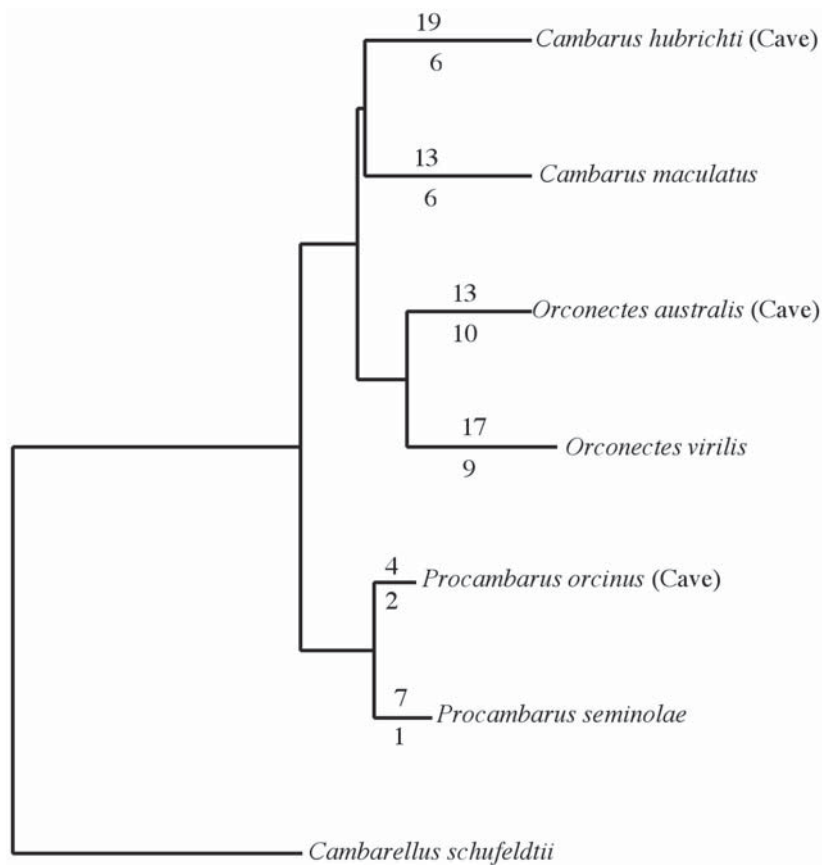 19
Cambarus hubrichti (Cave)
6
13
Cambarus maculatus
6
13
Orconectes australis (Cave)
10
17
Orconectes virilis
9
4
Procambarus orcinus (Cave)
2
7
Procambarus seminolae
1
Cambarellus schufeldtii